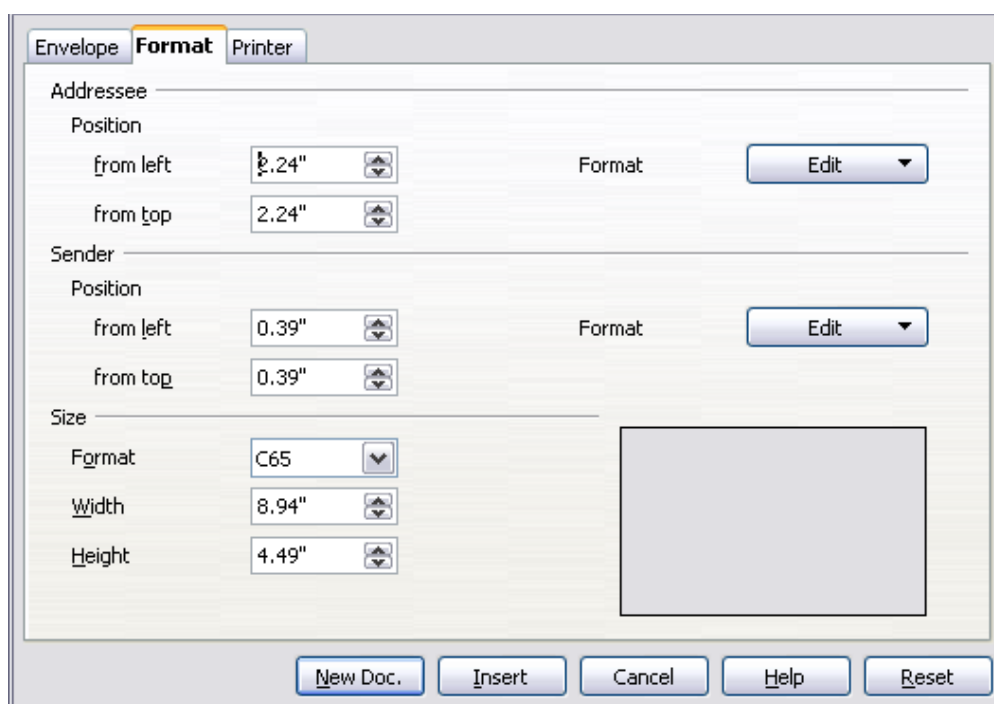 Envelope Format Printer
Addressee
Position
from left 2.24" Format Edit
from top 2.24"
Sender
Position
from left 0.39" Format Edit
from top 0.39"
Size
Format C65
Width 8.94"
Height 4.49"
New Doc. Insert Cancel Help Reset